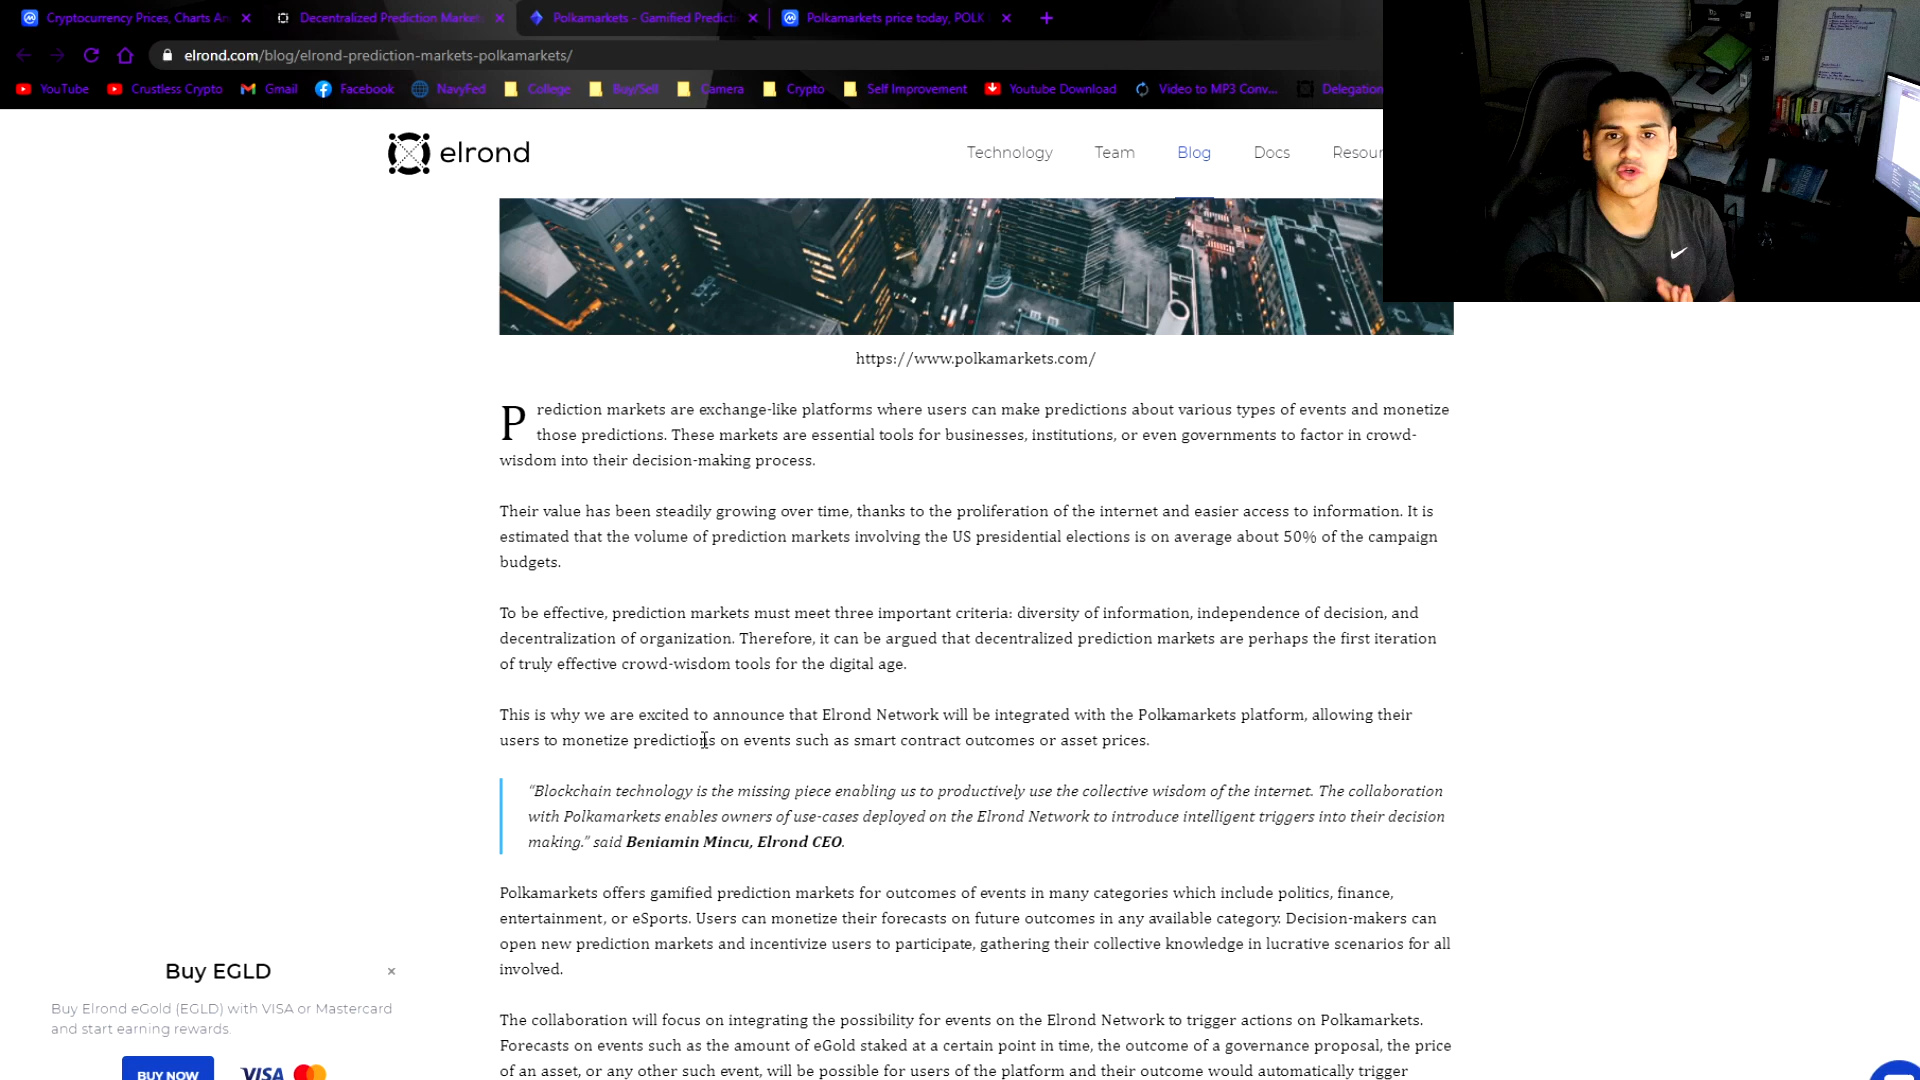 Cryptocurrency Prices, Charts An
Decentralized Prediction Market
Polkamarkets - Gamified Predicti
Polkamarkets price today, POLK
elrond.com/blog/elrond-prediction-markets-polkamarkets/
YouTube
Crustless Crypto
Gmail
Facebook
NavyFed
College
Buy/Sell
Camera
Crypto
Self Improvement
Youtube Download
Video to MP3 Conv...
Delegation
elrond
Technology
Team
Blog
Docs
Resour
https://www.polkamarkets.com/
Prediction markets are exchange-like platforms where users can make predictions about various types of events and monetize
those predictions. These markets are essential tools for businesses, institutions, or even governments to factor in crowd-
wisdom into their decision-making process.
Their value has been steadily growing over time, thanks to the proliferation of the internet and easier access to information. It is
estimated that the volume of prediction markets involving the US presidential elections is on average about 50% of the campaign
budgets.
To be effective, prediction markets must meet three important criteria: diversity of information, independence of decision, and
decentralization of organization. Therefore, it can be argued that decentralized prediction markets are perhaps the first iteration
of truly effective crowd-wisdom tools for the digital age.
This is why we are excited to announce that Elrond Network will be integrated with the Polkamarkets platform, allowing their
users to monetize predictions on events such as smart contract outcomes or asset prices.
“Blockchain technology is the missing piece enabling us to productively use the collective wisdom of the internet. The collaboration
with Polkamarkets enables owners of use-cases deployed on the Elrond Network to introduce intelligent triggers into their decision
making.” said Beniamin Mincu, Elrond CEO.
Polkamarkets offers gamified prediction markets for outcomes of events in many categories which include politics, finance,
entertainment, or eSports. Users can monetize their forecasts on future outcomes in any available category. Decision-makers can
open new prediction markets and incentivize users to participate, gathering their collective knowledge in lucrative scenarios for all
involved.
The collaboration will focus on integrating the possibility for events on the Elrond Network to trigger actions on Polkamarkets.
Forecasts on events such as the amount of eGold staked at a certain point in time, the outcome of a governance proposal, the price
of an asset, or any other such event, will be possible for users of the platform and their outcome would automatically trigger
Buy EGLD
Buy Elrond eGold (EGLD) with VISA or Mastercard
and start earning rewards.
BUY NOW
VISA